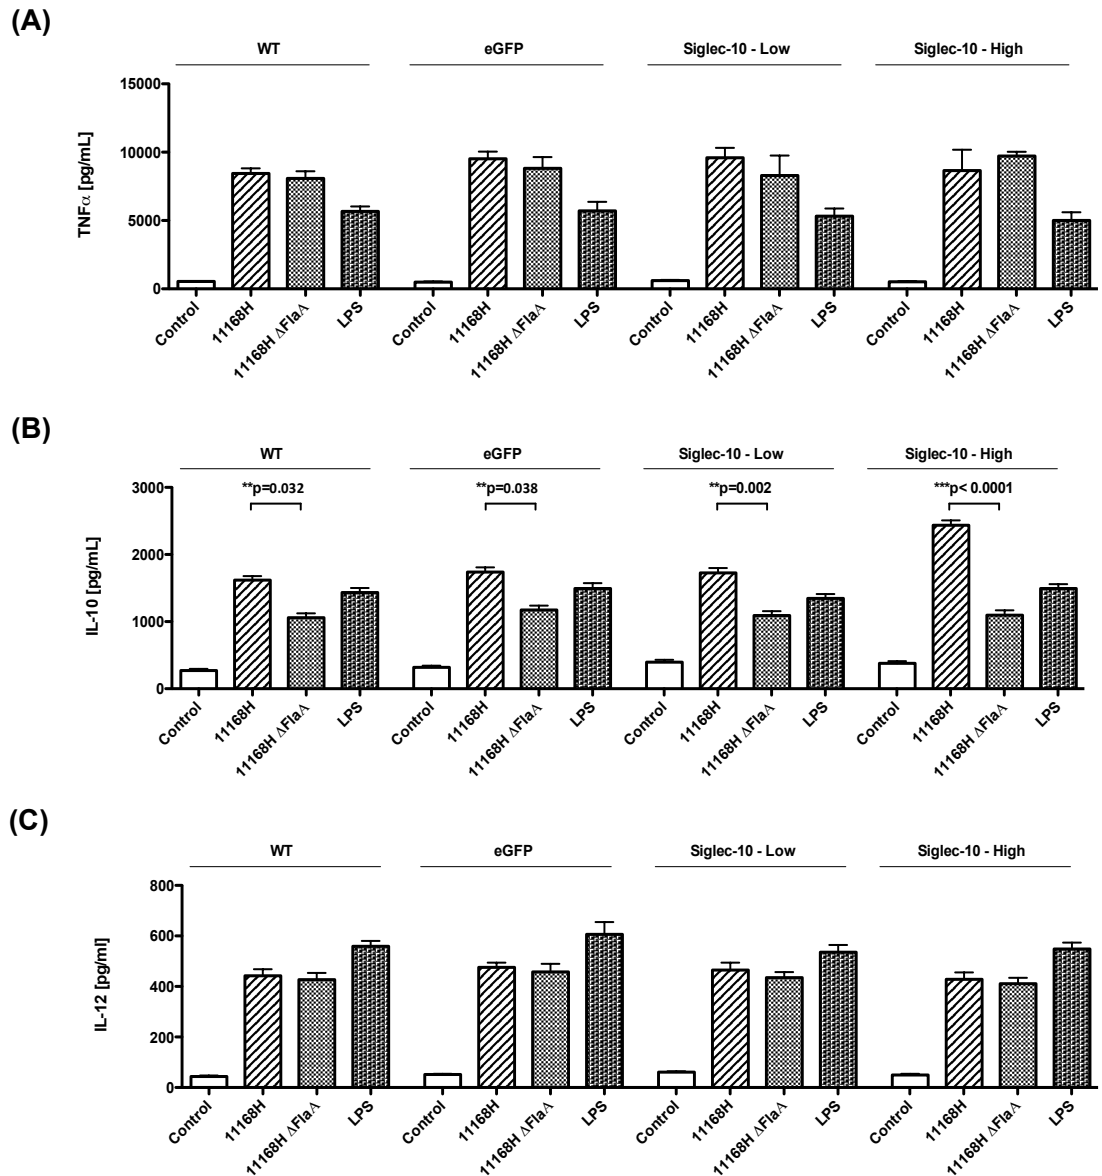 (A)
WT eGFP Siglec-10 - Low Siglec-10 - High
15000
10000
5000
0
TNFα [pg/mL]
Control 11168H 11168H ΔFlaA LPS Control 11168H 11168H ΔFlaA LPS Control 11168H 11168H ΔFlaA LPS Control 11168H 11168H ΔFlaA LPS
(B)
WT eGFP Siglec-10 - Low Siglec-10 - High
**p=0.032 **p=0.038 **p=0.002 ***p< 0.0001
3000
2000
1000
0
IL-10 [pg/mL]
Control 11168H 11168H ΔFlaA LPS Control 11168H 11168H ΔFlaA LPS Control 11168H 11168H ΔFlaA LPS Control 11168H 11168H ΔFlaA LPS
(C)
WT eGFP Siglec-10 - Low Siglec-10 - High
800
600
400
200
0
IL-12 [pg/ml]
Control 11168H 11168H ΔFlaA LPS Control 11168H 11168H ΔFlaA LPS Control 11168H 11168H ΔFlaA LPS Control 11168H 11168H ΔFlaA LPS